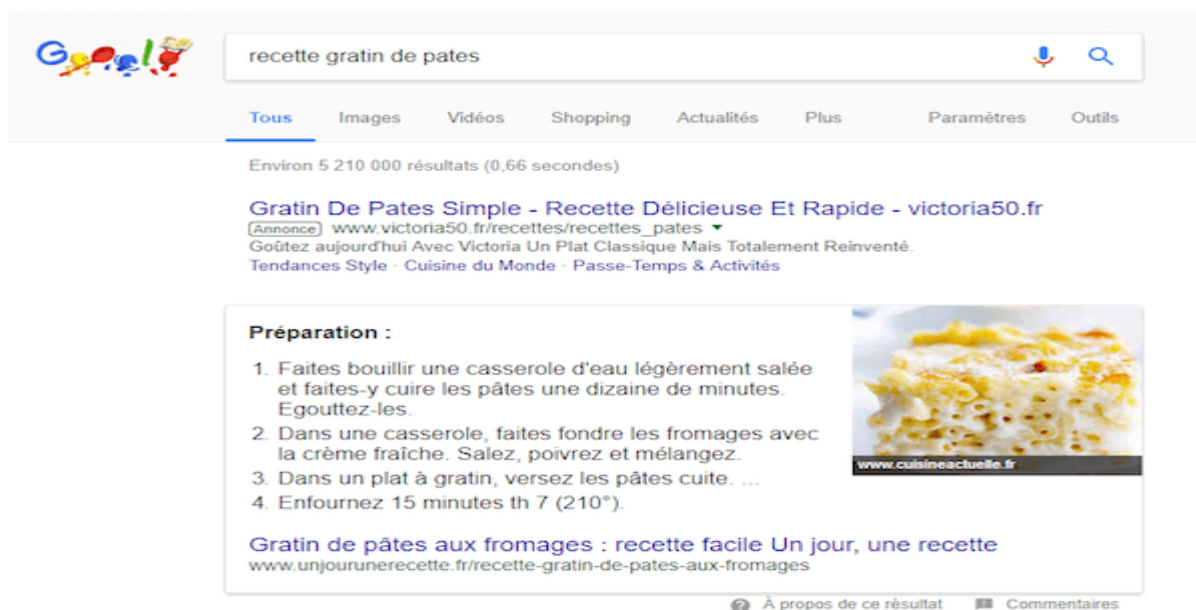 Google
recette gratin de pates
Tous Images Vidéos Shopping Actualités Plus Paramètres Outils
Environ 5 210 000 résultats (0,66 secondes)
Gratin De Pates Simple - Recette Délicieuse Et Rapide - victoria50.fr
Annonce www.victoria50.fr/recettes/recettes_pates
Goûtez aujourd'hui Avec Victoria Un Plat Classique Mais Totalement Reinventé.
Tendances Style · Cuisine du Monde · Passe-Temps & Activités
Préparation :
1. Faites bouillir une casserole d'eau légèrement salée
et faites-y cuire les pâtes une dizaine de minutes.
Egouttez-les.
2. Dans une casserole, faites fondre les fromages avec
la crème fraîche. Salez, poivrez et mélangez.
3. Dans un plat à gratin, versez les pâtes cuite. ...
4. Enfournez 15 minutes th 7 (210°).
www.cuisineactuelle.fr
Gratin de pâtes aux fromages : recette facile Un jour, une recette
www.unjourunerecette.fr/recette-gratin-de-pates-aux-fromages
À propos de ce résultat Commentaires